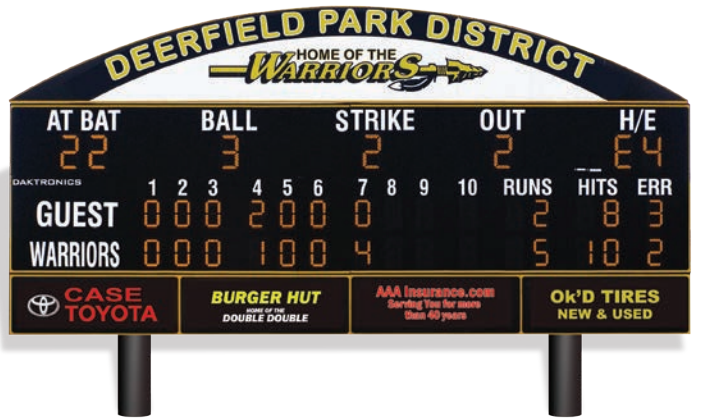 DEERFIELD PARK DISTRICT
HOME OF THE
WARRIORS
AT BAT BALL STRIKE OUT H/E
22 3 2 2 E4
DAKTRONICS
1 2 3 4 5 6 7 8 9 10 RUNS HITS ERR
GUEST 0 0 0 2 0 0 0 2 8 3
WARRIORS 0 0 0 1 0 0 4 5 10 2
CASE
TOYOTA
BURGER HUT
HOME OF THE
DOUBLE DOUBLE
AAA Insurance.com
Serving You for more
than 40 years
Ok'D TIRES
NEW & USED